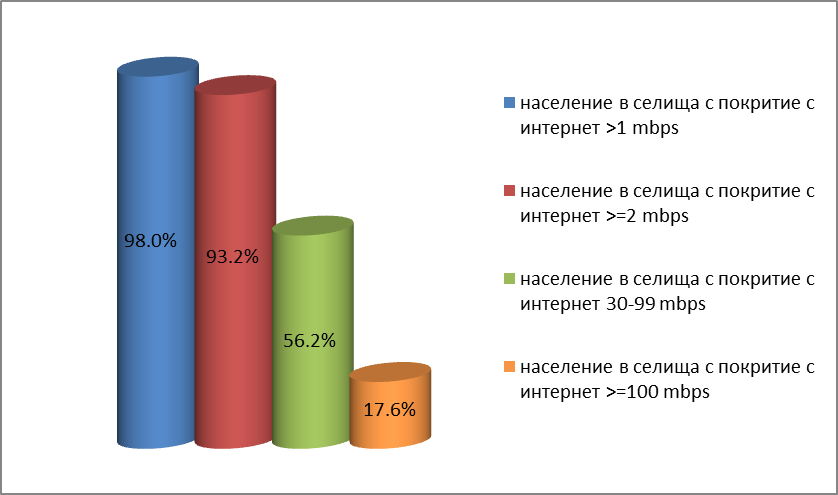 98.0%
93.2%
56.2%
17.6%
население в селища с покритие с
интернет >1 mbps
население в селища с покритие с
интернет >=2 mbps
население в селища с покритие с
интернет 30-99 mbps
население в селища с покритие с
интернет >=100 mbps